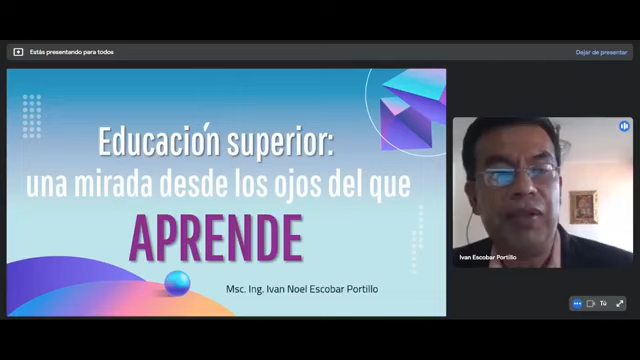 Estás presentando para todos
Dejar de presentar
Educación superior:
una mirada desde los ojos del que
APRENDE
Msc. Ing. Ivan Noel Escobar Portillo
Ivan Escobar Portillo
Tú